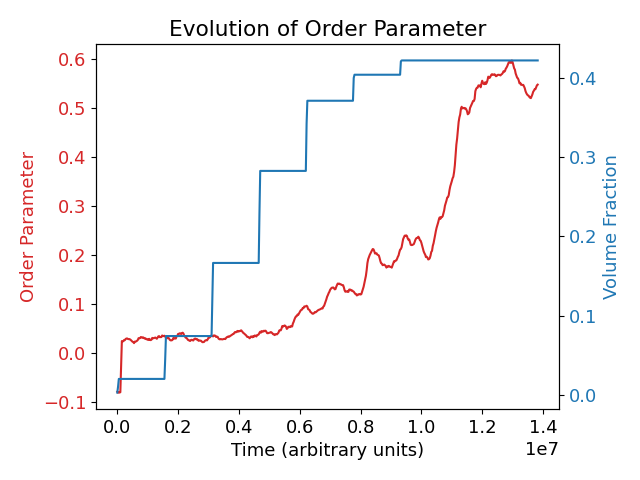 Evolution of Order Parameter
Order Parameter
0.6
0.5
0.4
0.3
0.2
0.1
0.0
−0.1
0.4
0.3
0.2
0.1
0.0
Volume Fraction
0.0 0.2 0.4 0.6 0.8 1.0 1.2 1.4
1e7
Time (arbitrary units)